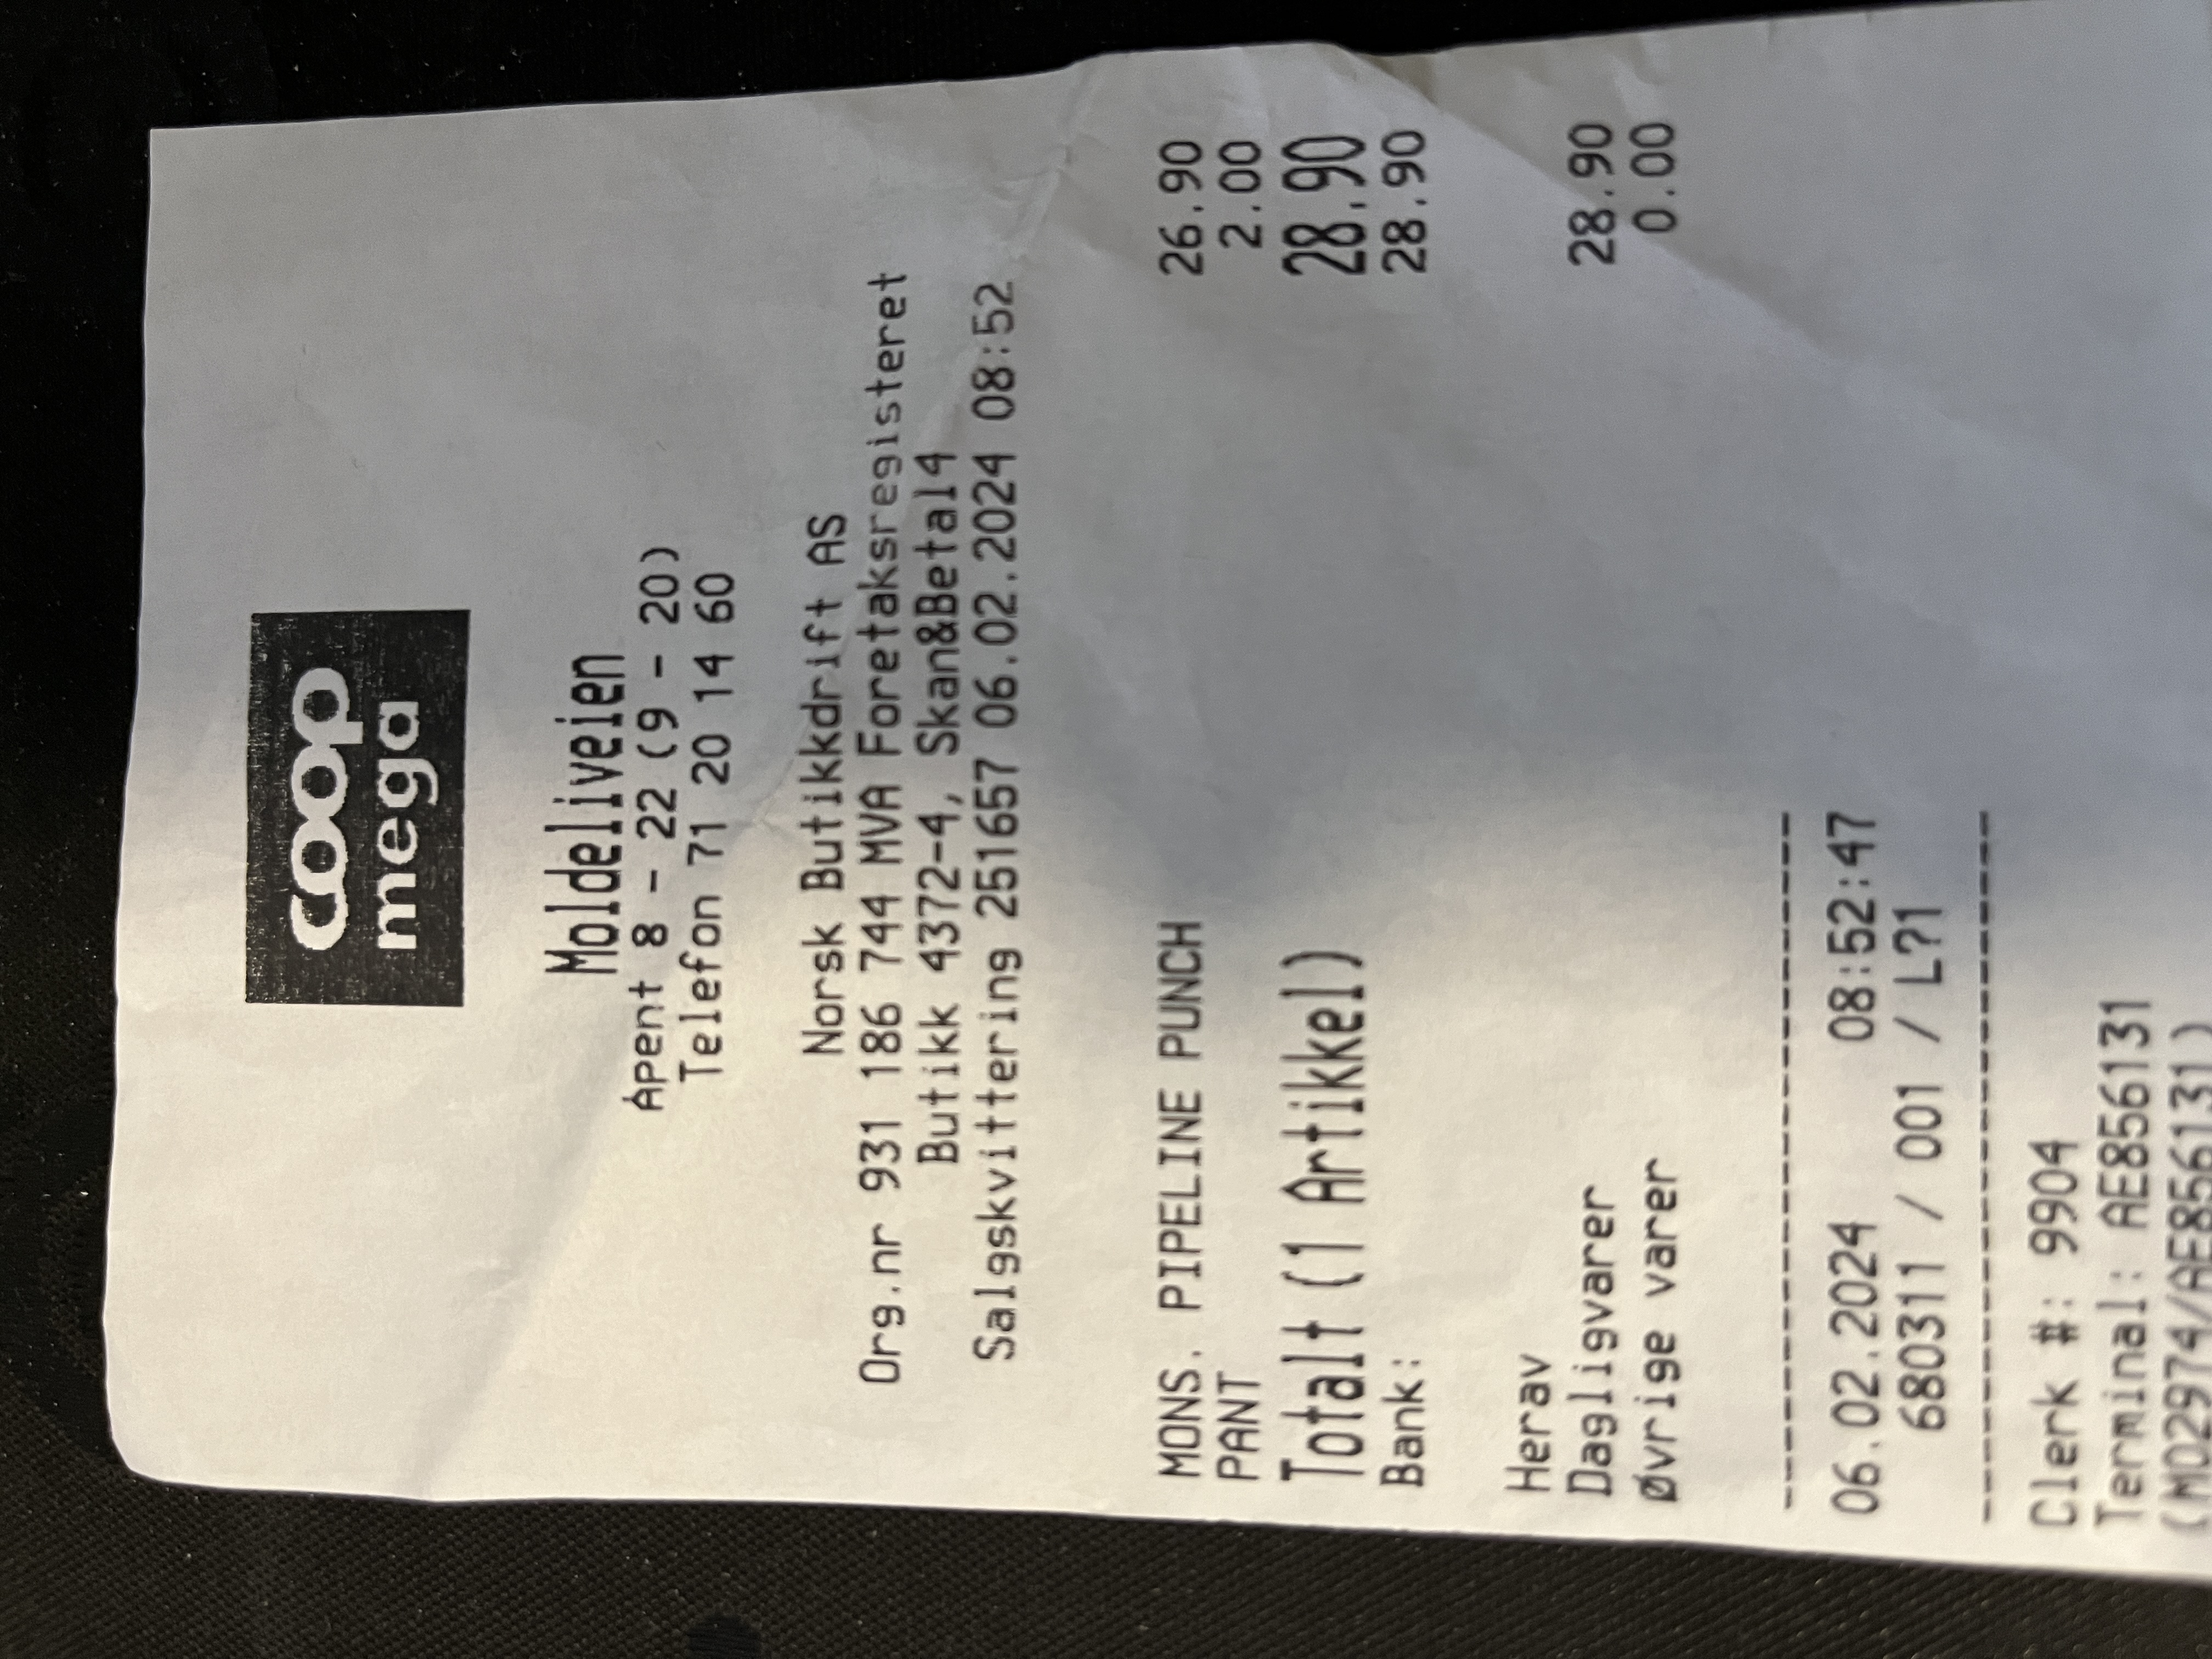 coop
mega
Moldeliveien
Åpent 8 - 22 (9 - 20)
Telefon 71 20 14 60
Norsk Butikkdrift AS
Org.nr 931 186 744 MVA Foretaksregisteret
Butikk 4372-4, Skan&Betal4
Salgskvittering 251657 06.02.2024 08:52
MONS. PIPELINE PUNCH 26.90
PANT 2.00
Totalt (1 Artikkel) 28.90
Bank: 28.90
Herav
Dagligvarer 28.90
Øvrige varer 0.00
------------------------
06.02.2024 08:52:47
680311 / 001 / L?1
------------------------
Clerk #: 9904
Terminal: AE856131
(M02974/AE856131)